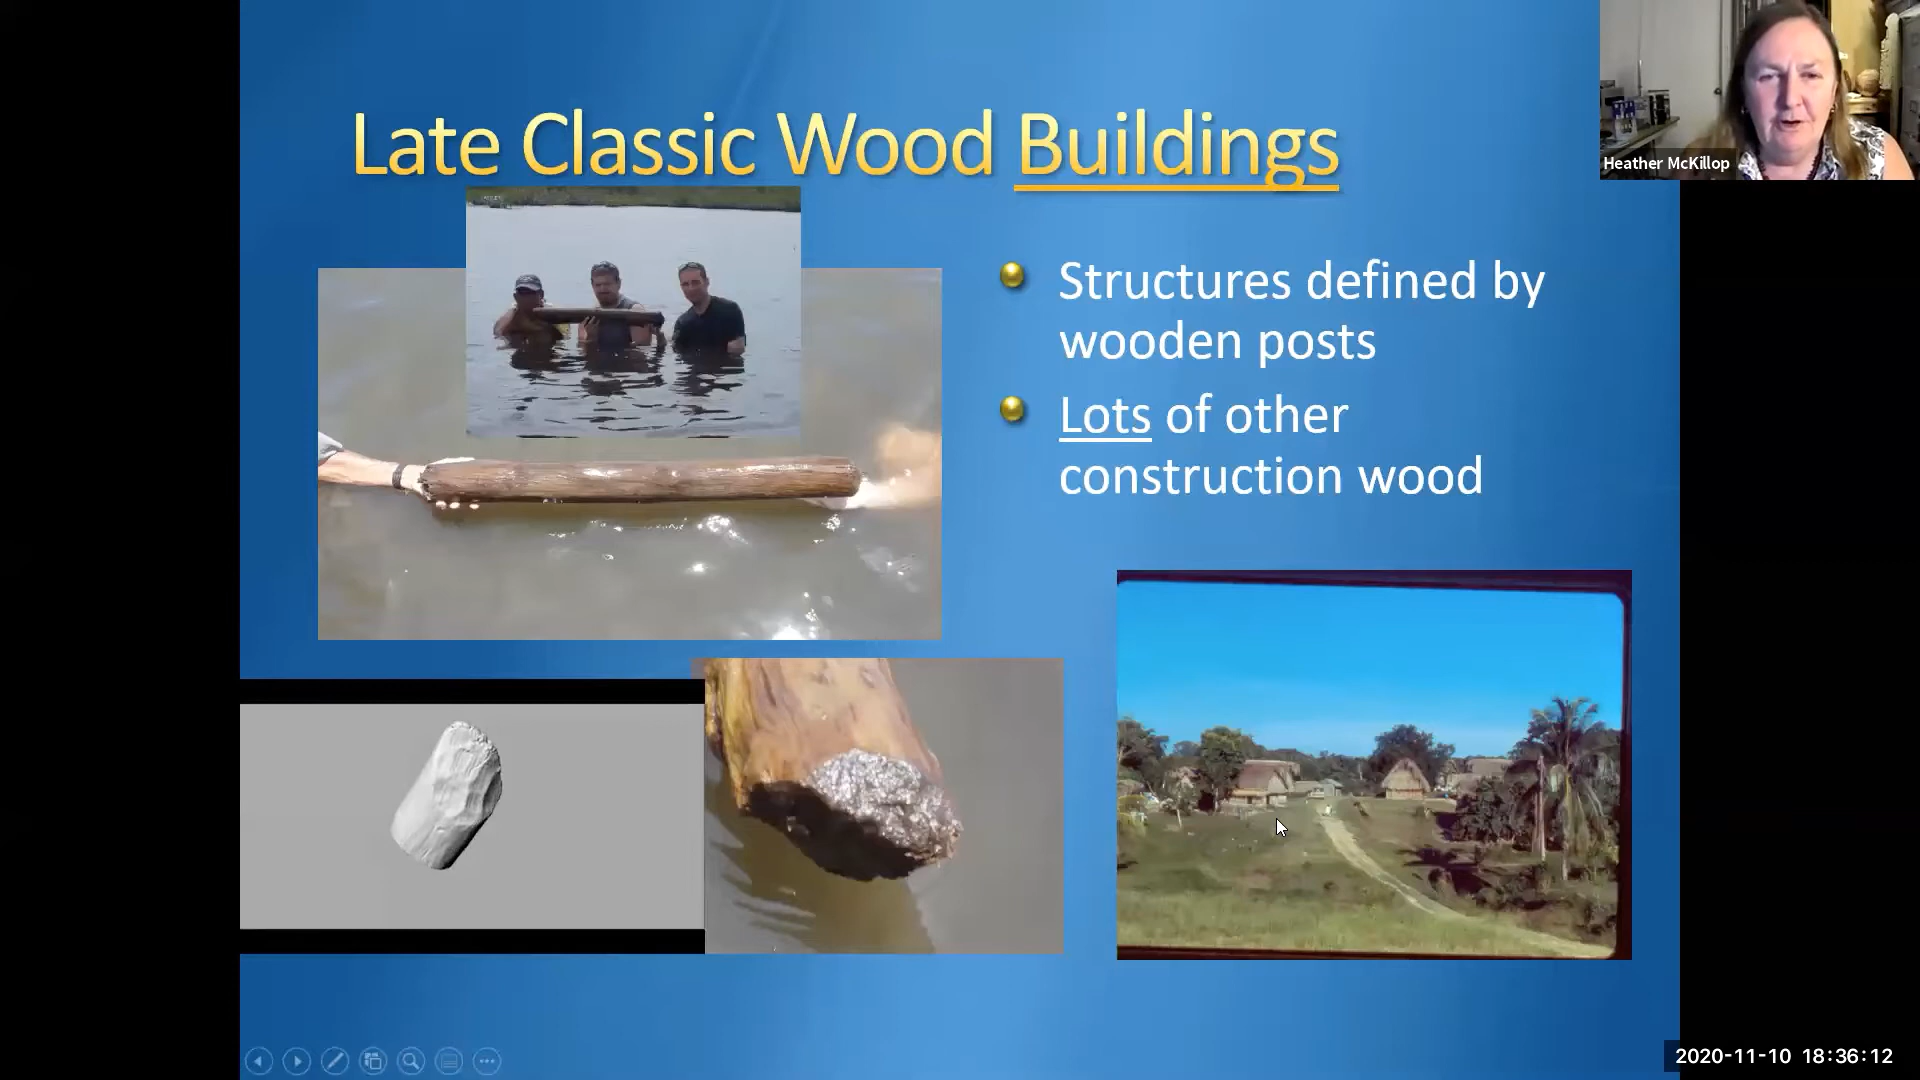 Late Classic Wood Buildings
Heather McKillop
Structures defined by
wooden posts
Lots of other
construction wood
2020-11-10 18:36:12